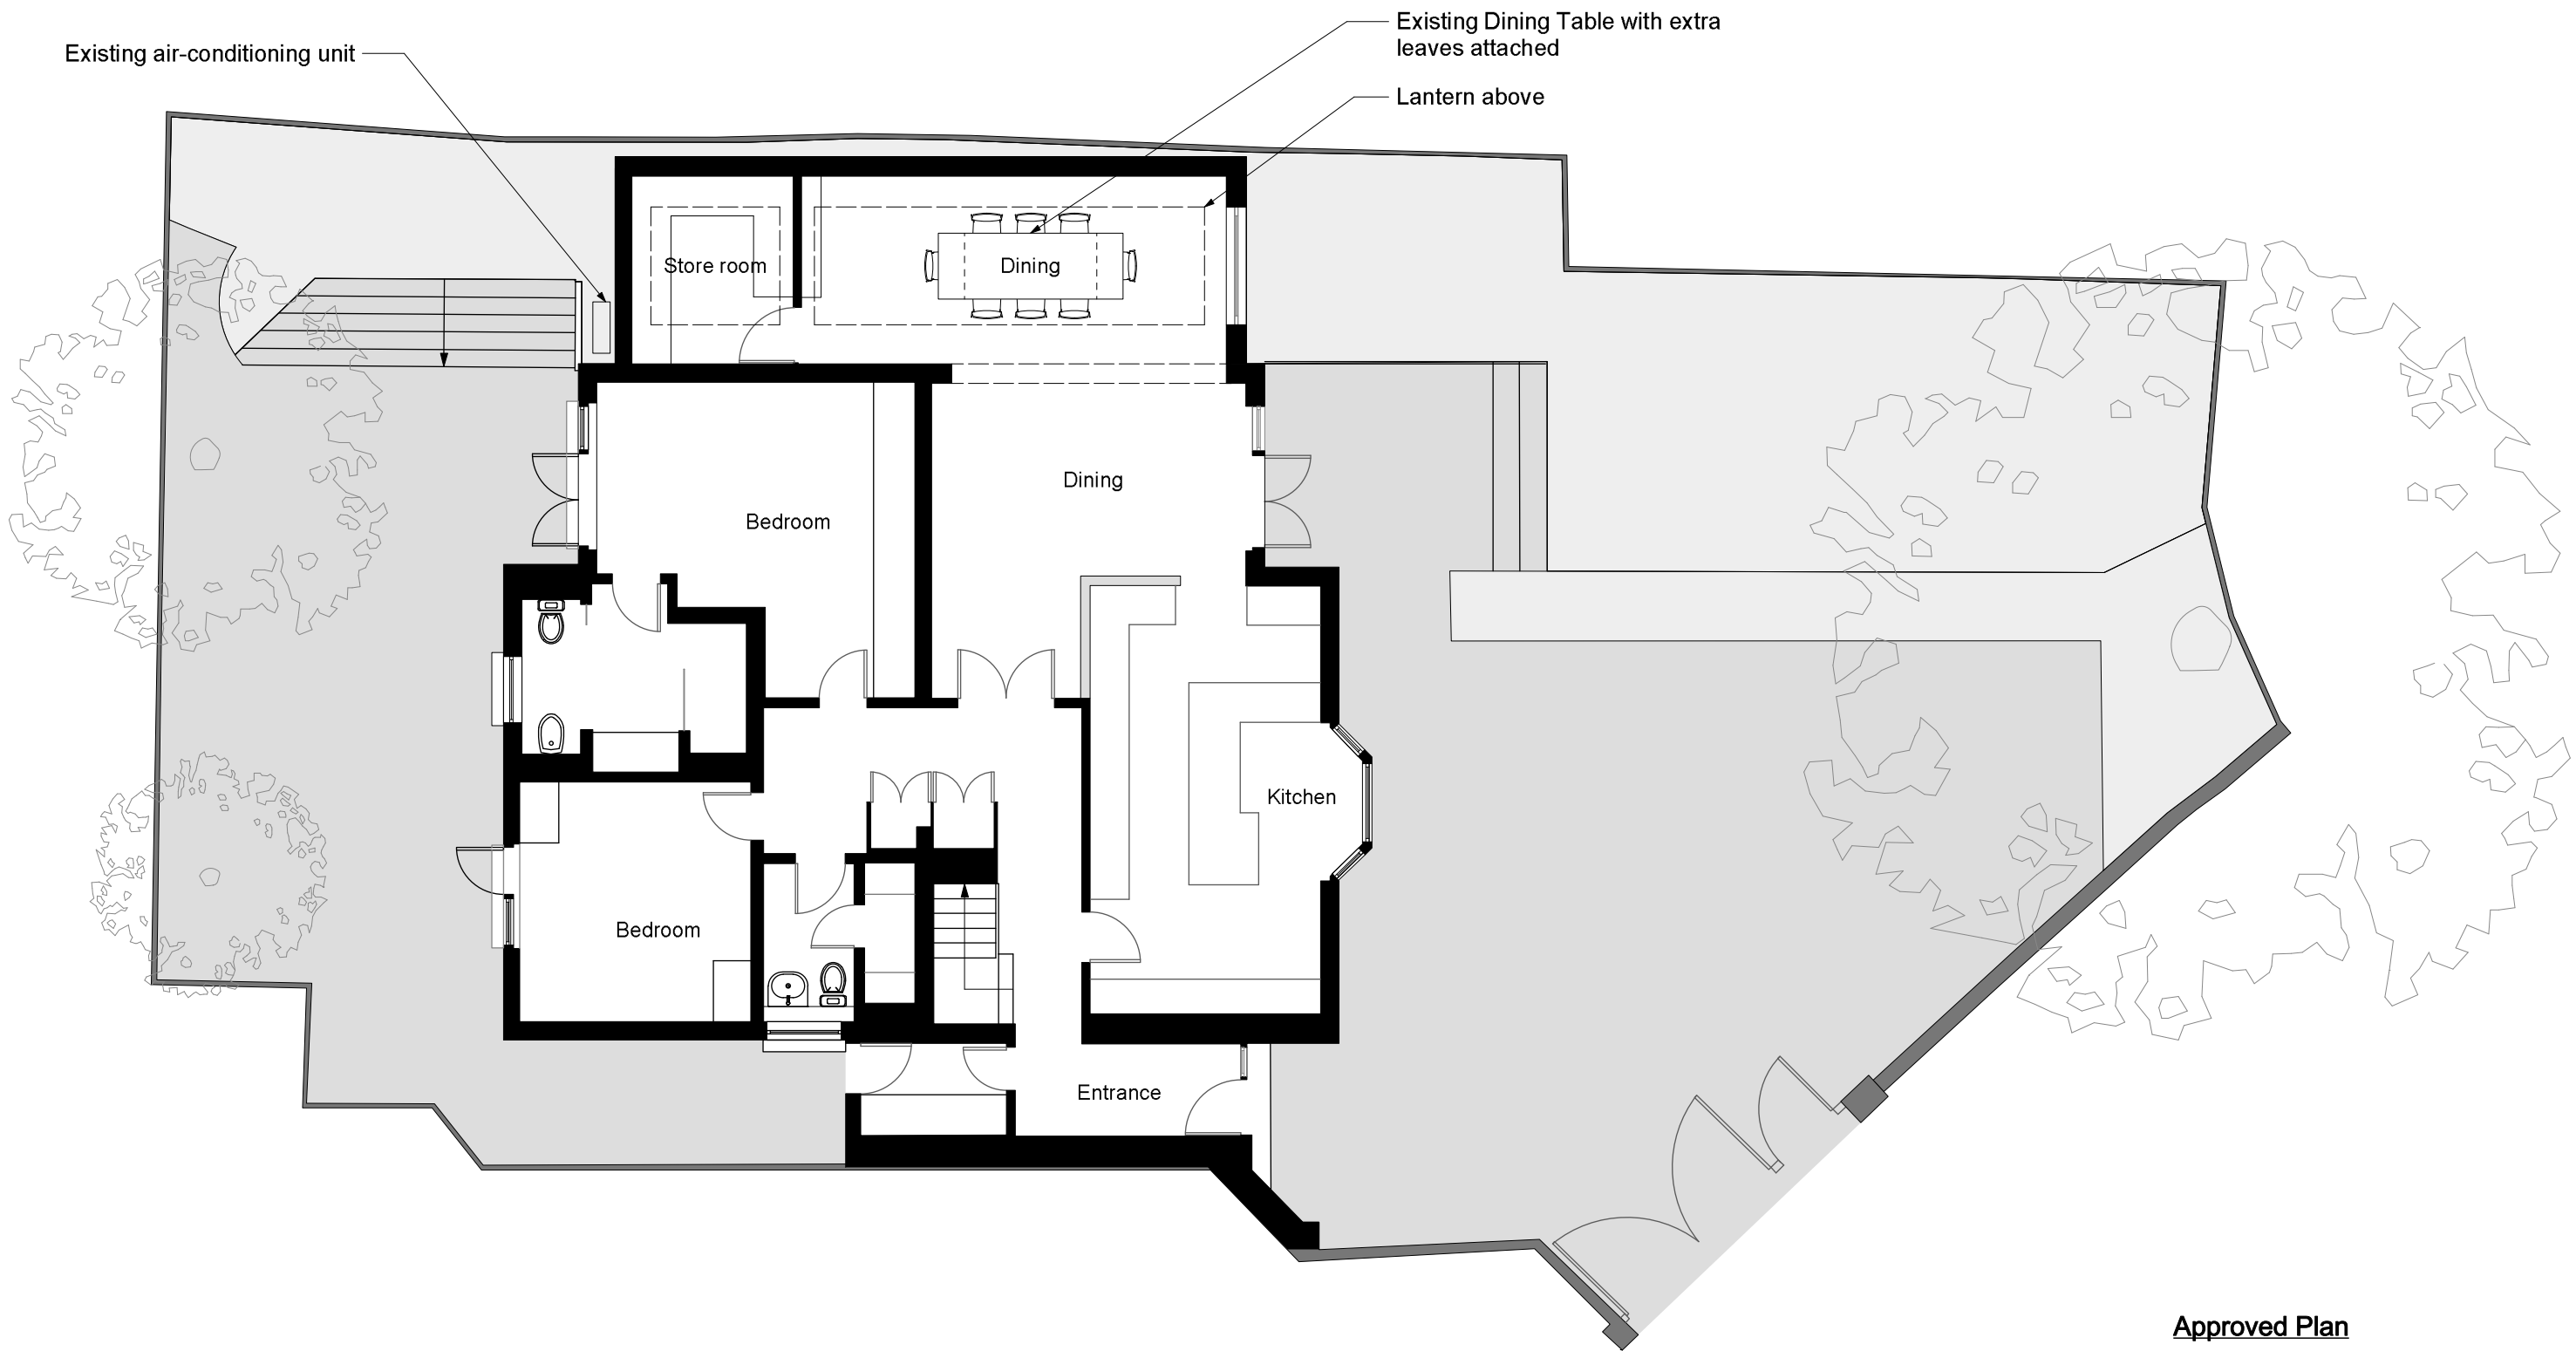 Existing Dining Table with extra
leaves attached
Existing air-conditioning unit
Lantern above
Store room
Dining
Dining
Bedroom
Kitchen
Bedroom
Entrance
Approved Plan